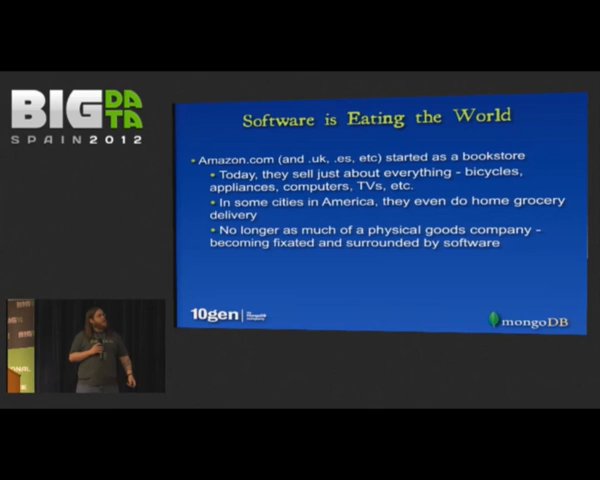 BIG DATA
SPAIN 2012
Software is Eating the World
• Amazon.com (and .uk, .es, etc) started as a bookstore
• Today, they sell just about everything - bicycles,
appliances, computers, TVs, etc.
• In some cities in America, they even do home grocery
delivery
• No longer as much of a physical goods company -
becoming fixated and surrounded by software
10gen
mongoDB